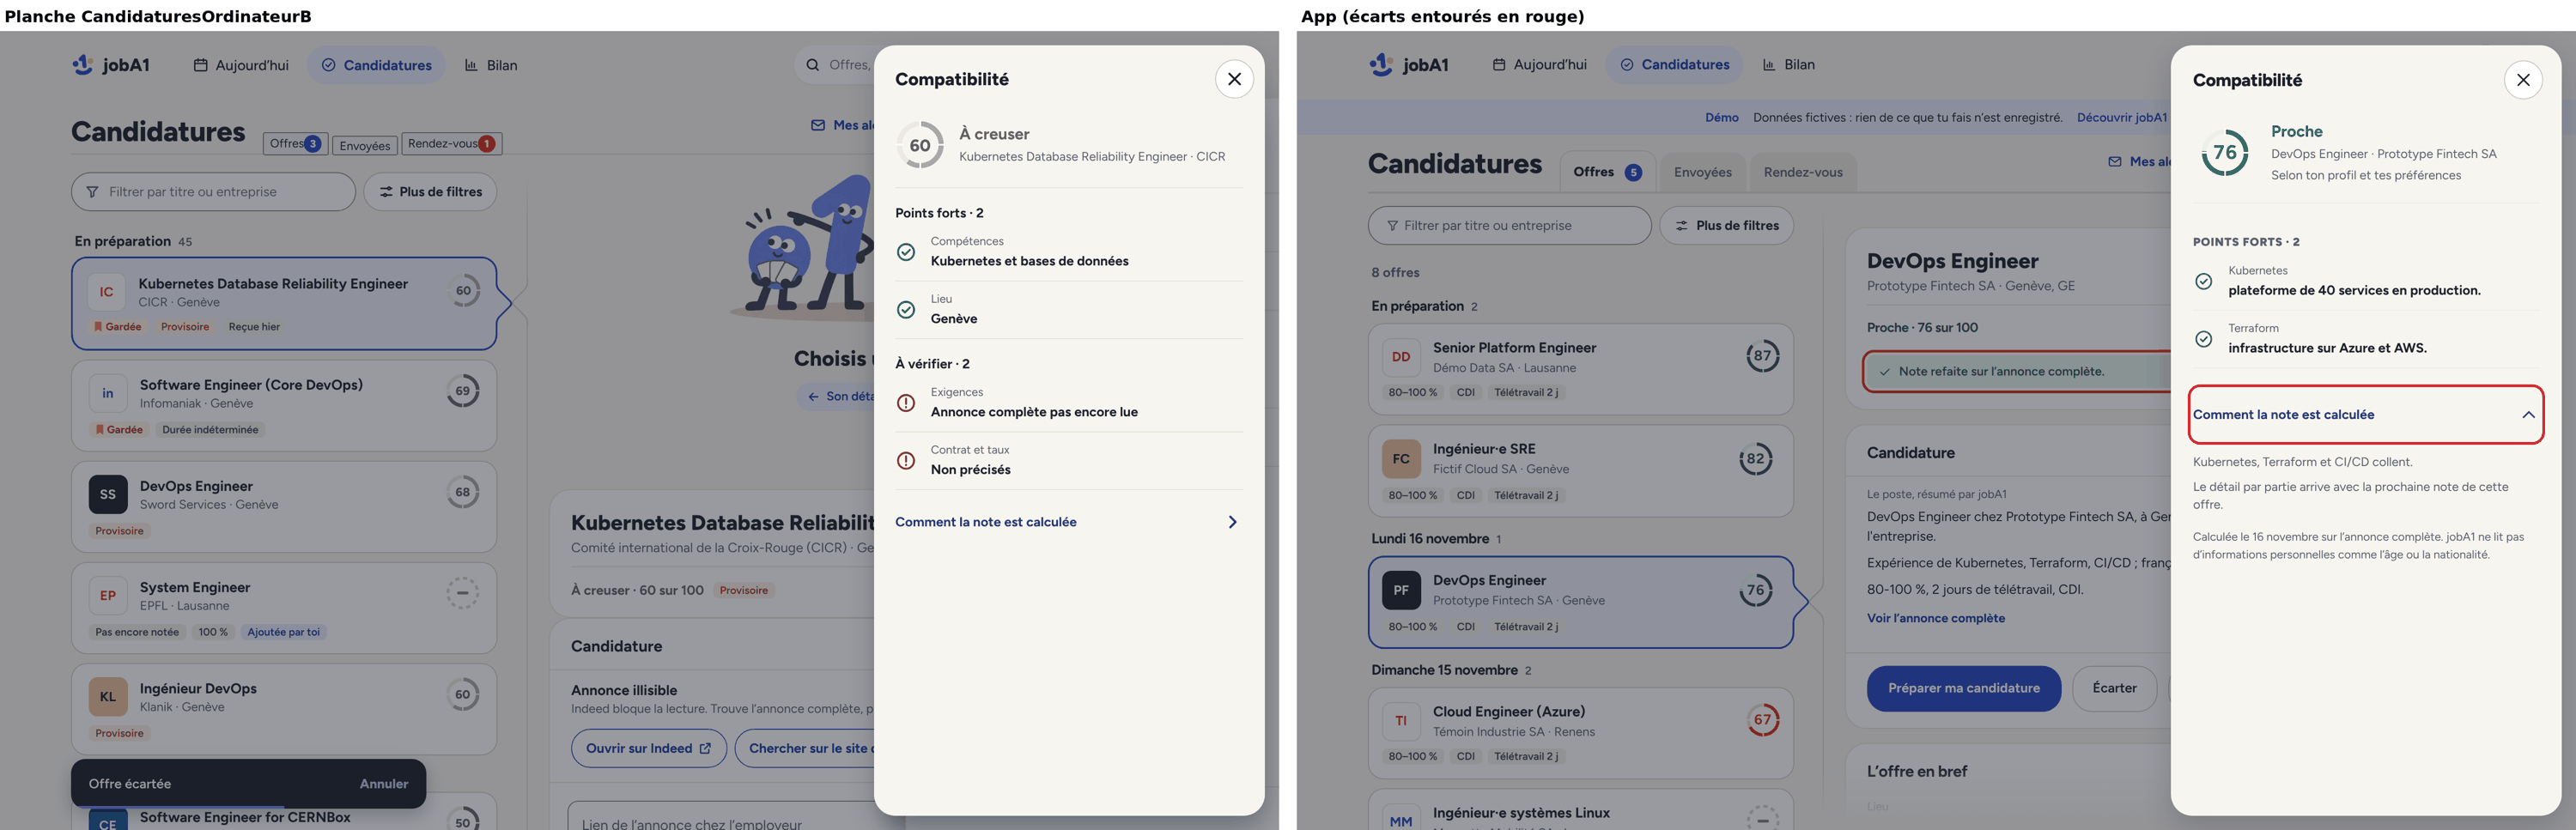 Planche CandidaturesOrdinateurB
jobA1
Aujourd'hui
Candidatures
Bilan
Offres,
Candidatures
Offres 3
Envoyées
Rendez-vous 1
Mes al
Filtrer par titre ou entreprise
Plus de filtres
En préparation 45
IC
Kubernetes Database Reliability Engineer
CICR · Genève
60
Gardée
Provisoire
Reçue hier
in
Software Engineer (Core DevOps)
Infomaniak · Genève
69
Gardée
Durée indéterminée
SS
DevOps Engineer
Sword Services · Genève
68
Provisoire
EP
System Engineer
EPFL · Lausanne
Pas encore notée
100 %
Ajoutée par toi
KL
Ingénieur DevOps
Klanik · Genève
60
Provisoire
Offre écartée
Annuler
CE
Software Engineer for CERNBox
50
Choisis
← Son déta
Kubernetes Database Reliabilit
Comité international de la Croix-Rouge (CICR) · Ge
À creuser · 60 sur 100
Provisoire
Candidature
Annonce illisible
Indeed bloque la lecture. Trouve l'annonce complète, p
Ouvrir sur Indeed
Chercher sur le site
Lien de l'annonce chez l'employeur
Compatibilité
60
À creuser
Kubernetes Database Reliability Engineer · CICR
Points forts · 2
Compétences
Kubernetes et bases de données
Lieu
Genève
À vérifier · 2
Exigences
Annonce complète pas encore lue
Contrat et taux
Non précisés
Comment la note est calculée
App (écarts entourés en rouge)
jobA1
Aujourd'hui
Candidatures
Bilan
Démo
Données fictives : rien de ce que tu fais n'est enregistré.
Découvrir jobA1
Candidatures
Offres 5
Envoyées
Rendez-vous
Mes al
Filtrer par titre ou entreprise
Plus de filtres
8 offres
En préparation 2
DD
Senior Platform Engineer
Démo Data SA · Lausanne
87
80–100 %
CDI
Télétravail 2 j
FC
Ingénieur·e SRE
Fictif Cloud SA · Genève
82
80–100 %
CDI
Télétravail 2 j
Lundi 16 novembre 1
PF
DevOps Engineer
Prototype Fintech SA · Genève
76
80–100 %
CDI
Télétravail 2 j
Dimanche 15 novembre 2
TI
Cloud Engineer (Azure)
Témoin Industrie SA · Renens
67
80–100 %
CDI
Télétravail 2 j
MM
Ingénieur·e systèmes Linux
DevOps Engineer
Prototype Fintech SA · Genève, GE
Proche · 76 sur 100
Note refaite sur l'annonce complète.
Candidature
Le poste, résumé par jobA1
DevOps Engineer chez Prototype Fintech SA, à Ge
l'entreprise.
Expérience de Kubernetes, Terraform, CI/CD ; franç
80-100 %, 2 jours de télétravail, CDI.
Voir l'annonce complète
Préparer ma candidature
Écarter
L'offre en bref
Lieu
Compatibilité
76
Proche
DevOps Engineer · Prototype Fintech SA
Selon ton profil et tes préférences
POINTS FORTS · 2
Kubernetes
plateforme de 40 services en production.
Terraform
infrastructure sur Azure et AWS.
Comment la note est calculée
Kubernetes, Terraform et CI/CD collent.
Le détail par partie arrive avec la prochaine note de cette
offre.
Calculée le 16 novembre sur l'annonce complète. jobA1 ne lit pas
d'informations personnelles comme l'âge ou la nationalité.